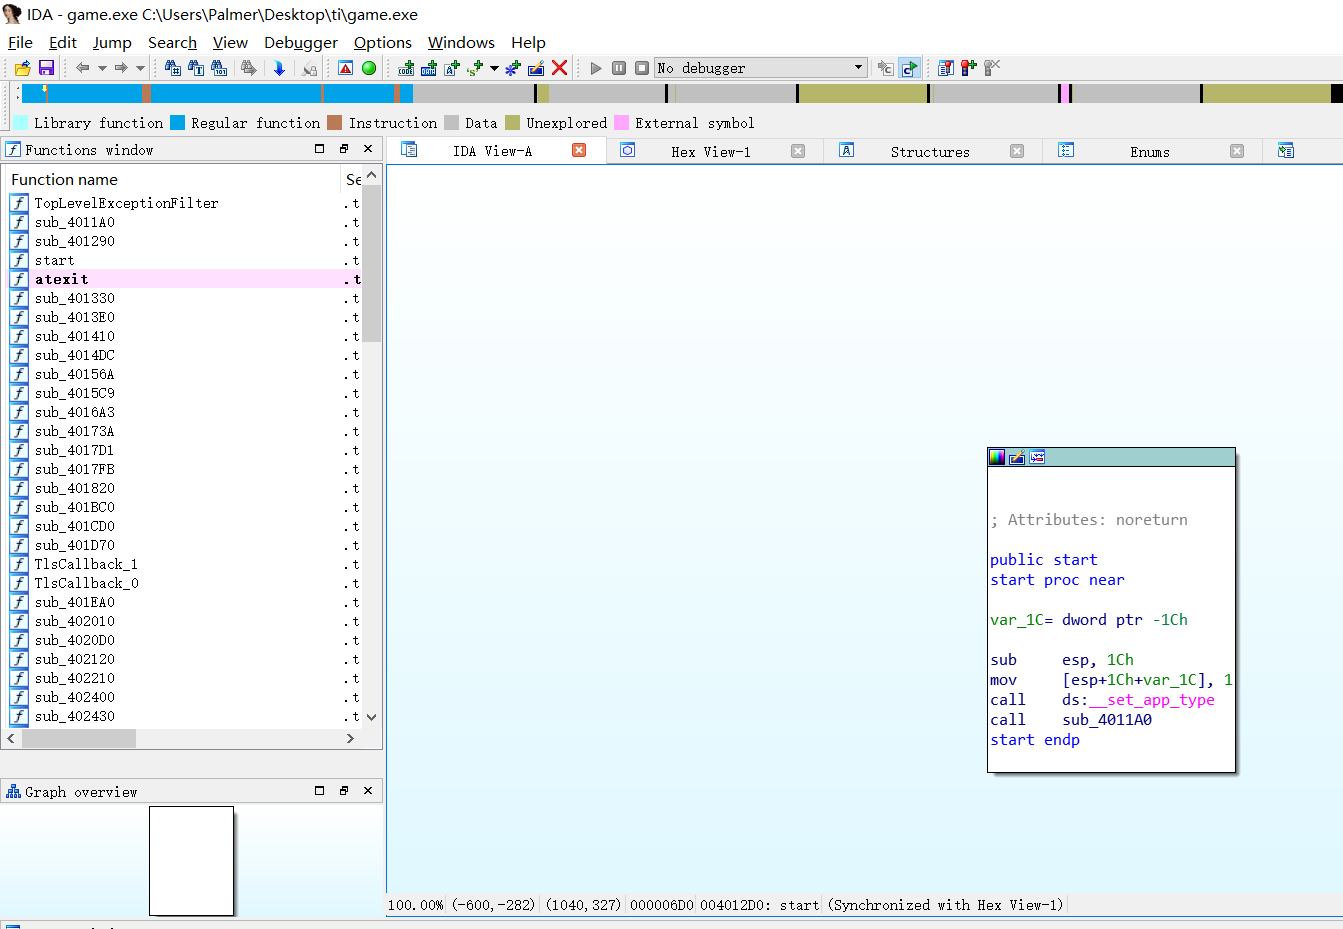 IDA - game.exe C:\Users\Palmer\Desktop\ti\game.exe
File Edit Jump Search View Debugger Options Windows Help
No debugger
Library function Regular function Instruction Data Unexplored External symbol
Functions window
IDA View-A Hex View-1 Structures Enums
Function name Se
TopLevelExceptionFilter .t
sub_4011A0 .t
sub_401290 .t
start .t
atexit .t
sub_401330 .t
sub_4013E0 .t
sub_401410 .t
sub_4014DC .t
sub_40156A .t
sub_4015C9 .t
sub_4016A3 .t
sub_40173A .t
sub_4017D1 .t
sub_4017FB .t
sub_401820 .t
sub_401BC0 .t
sub_401CD0 .t
sub_401D70 .t
TlsCallback_1 .t
TlsCallback_0 .t
sub_401EA0 .t
sub_402010 .t
sub_4020D0 .t
sub_402120 .t
sub_402210 .t
sub_402400 .t
sub_402430 .t
; Attributes: noreturn
public start
start proc near
var_1C= dword ptr -1Ch
sub esp, 1Ch
mov [esp+1Ch+var_1C], 1
call ds:__set_app_type
call sub_4011A0
start endp
Graph overview
100.00% (-600,-282) (1040,327) 000006D0 004012D0: start (Synchronized with Hex View-1)